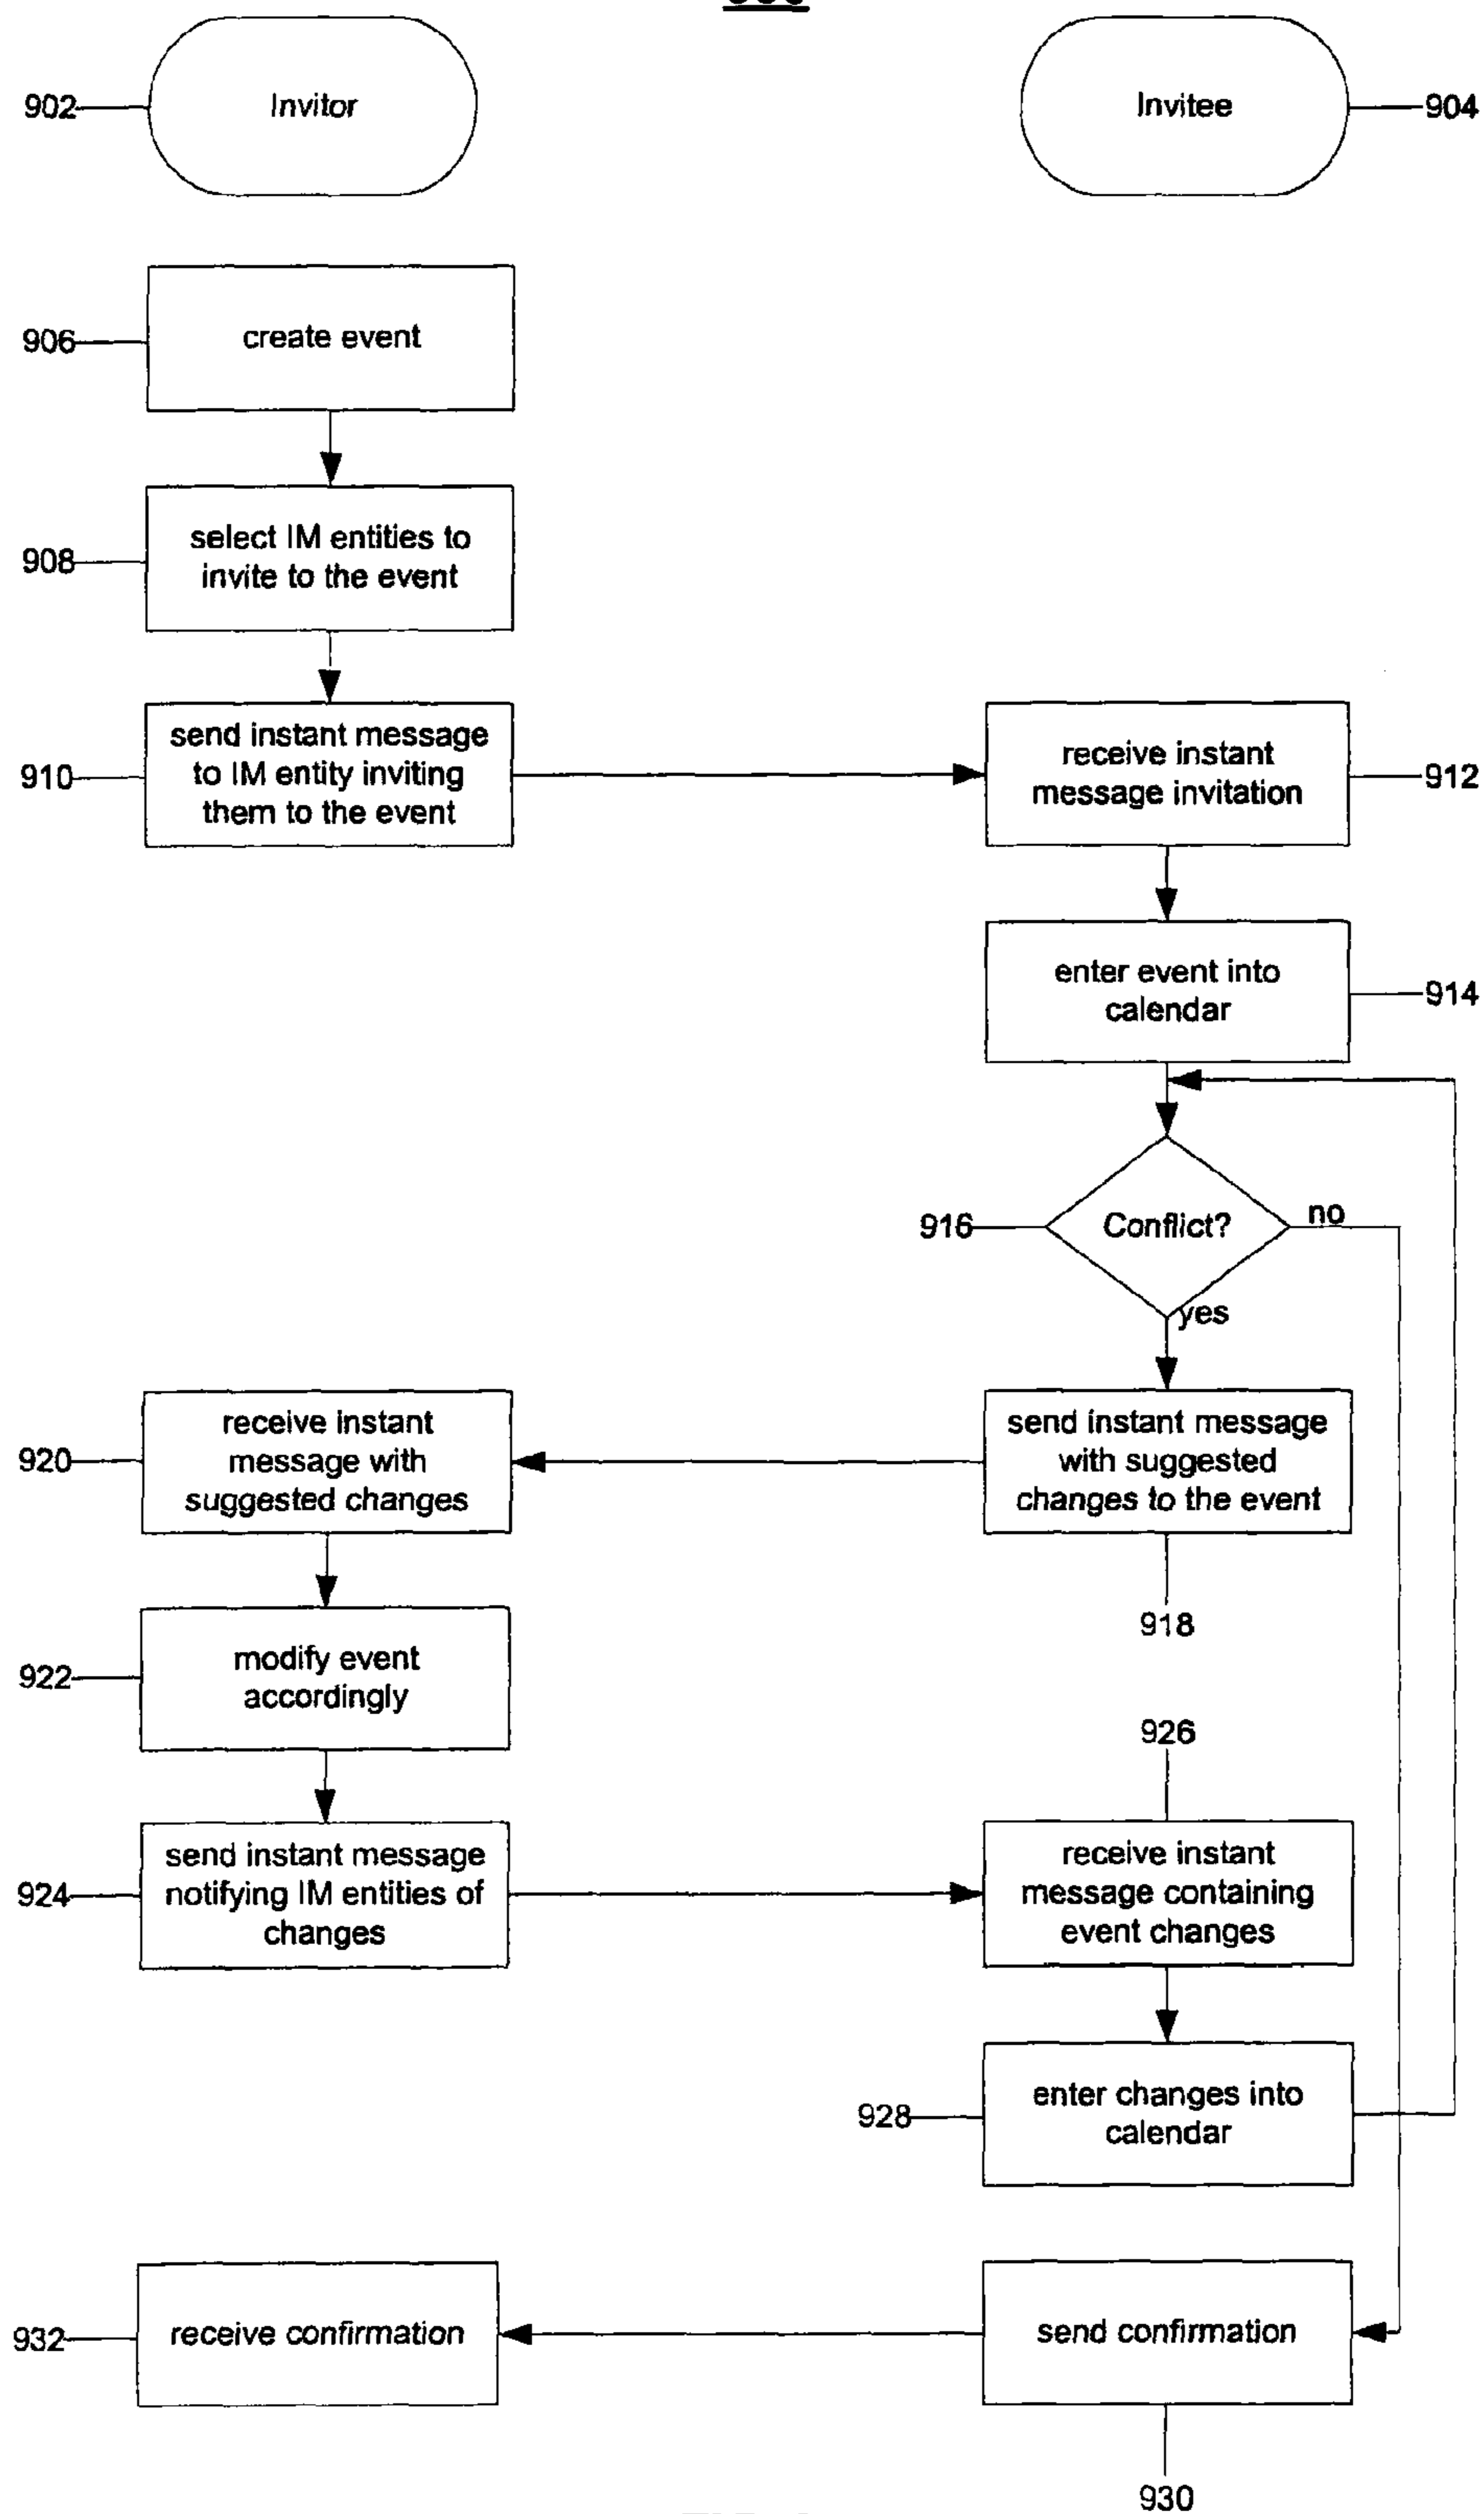 902
Invitor
Invitee
904
906
create event
908
select IM entities to
invite to the event
910
send instant message
to IM entity inviting
them to the event
receive instant
message invitation
912
enter event into
calendar
914
916
Conflict?
no
yes
920
receive instant
message with
suggested changes
send instant message
with suggested
changes to the event
918
922
modify event
accordingly
926
924
send instant message
notifying IM entities of
changes
receive instant
message containing
event changes
928
enter changes into
calendar
932
receive confirmation
send confirmation
930